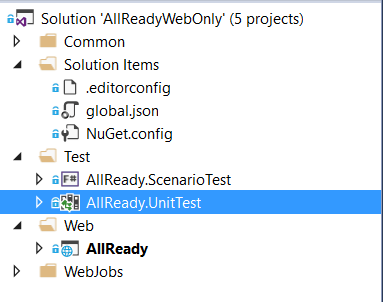 Solution 'AllReadyWebOnly' (5 projects)
Common
Solution Items
.editorconfig
global.json
NuGet.config
Test
F# AllReady.ScenarioTest
AllReady.UnitTest
Web
AllReady
WebJobs